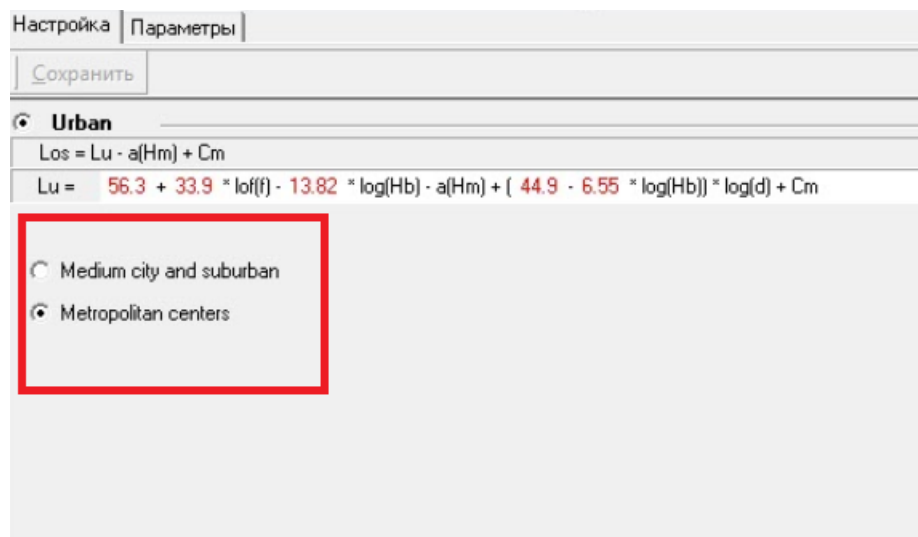 Настройка Параметры
Сохранить
Urban
Los = Lu - a(Hm) + Cm
Lu = 56.3 + 33.9 * lof(f) - 13.82 * log(Hb) - a(Hm) + ( 44.9 - 6.55 * log(Hb)) * log(d) + Cm
Medium city and suburban
Metropolitan centers